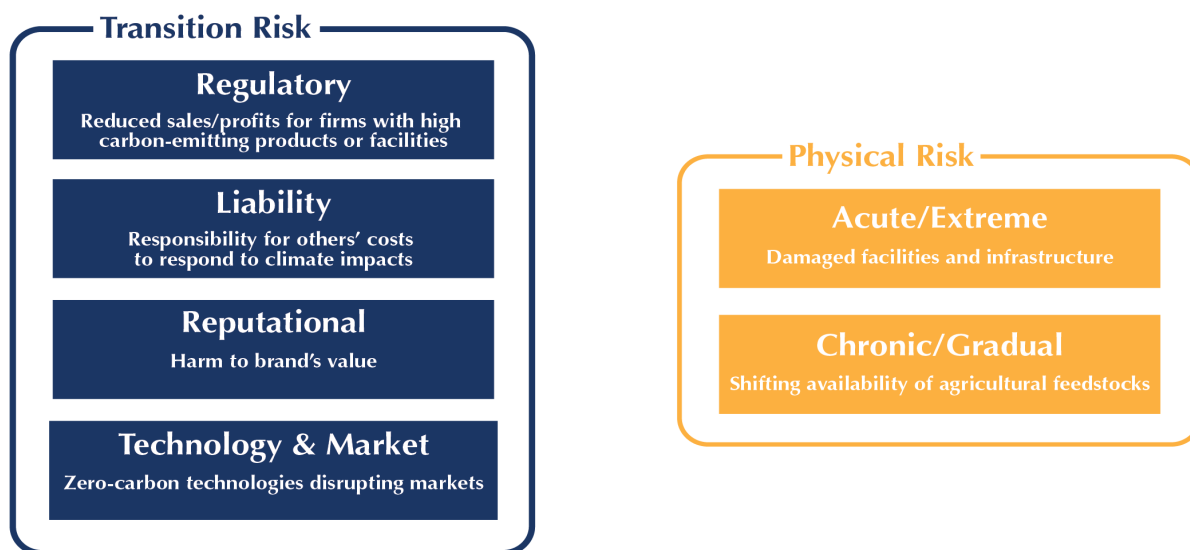 Transition Risk
Regulatory
Reduced sales/profits for firms with high
carbon-emitting products or facilities
Liability
Responsibility for others’ costs
to respond to climate impacts
Reputational
Harm to brand’s value
Technology & Market
Zero-carbon technologies disrupting markets
Physical Risk
Acute/Extreme
Damaged facilities and infrastructure
Chronic/Gradual
Shifting availability of agricultural feedstocks